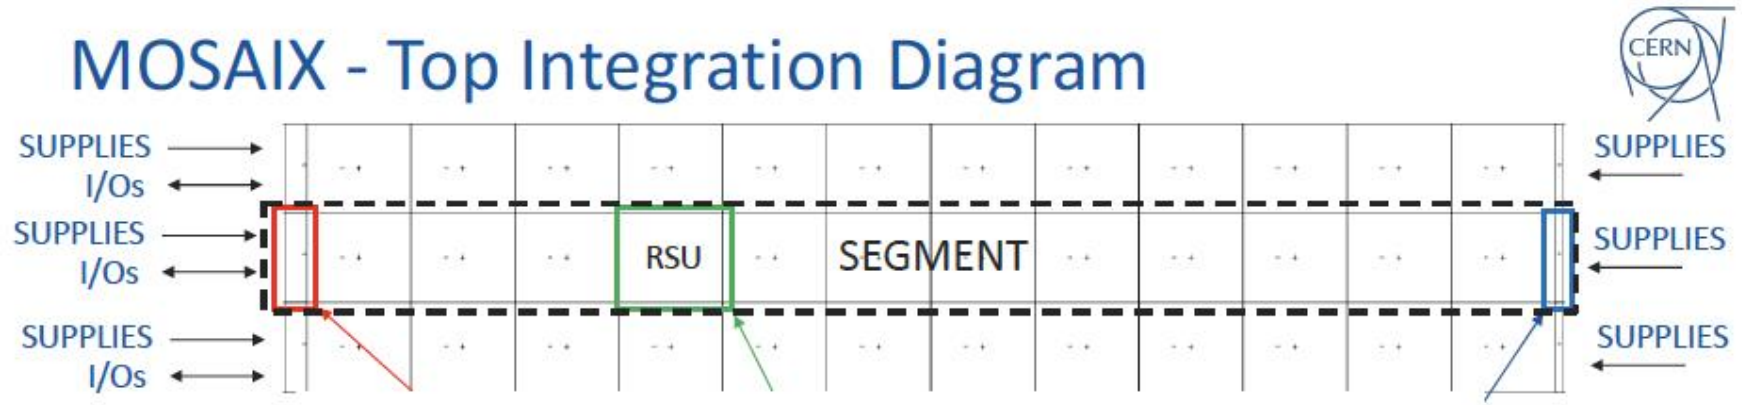 MOSAIX - Top Integration Diagram
CERN
SUPPLIES
I/Os
SUPPLIES
SUPPLIES
I/Os
RSU
SEGMENT
SUPPLIES
SUPPLIES
I/Os
SUPPLIES